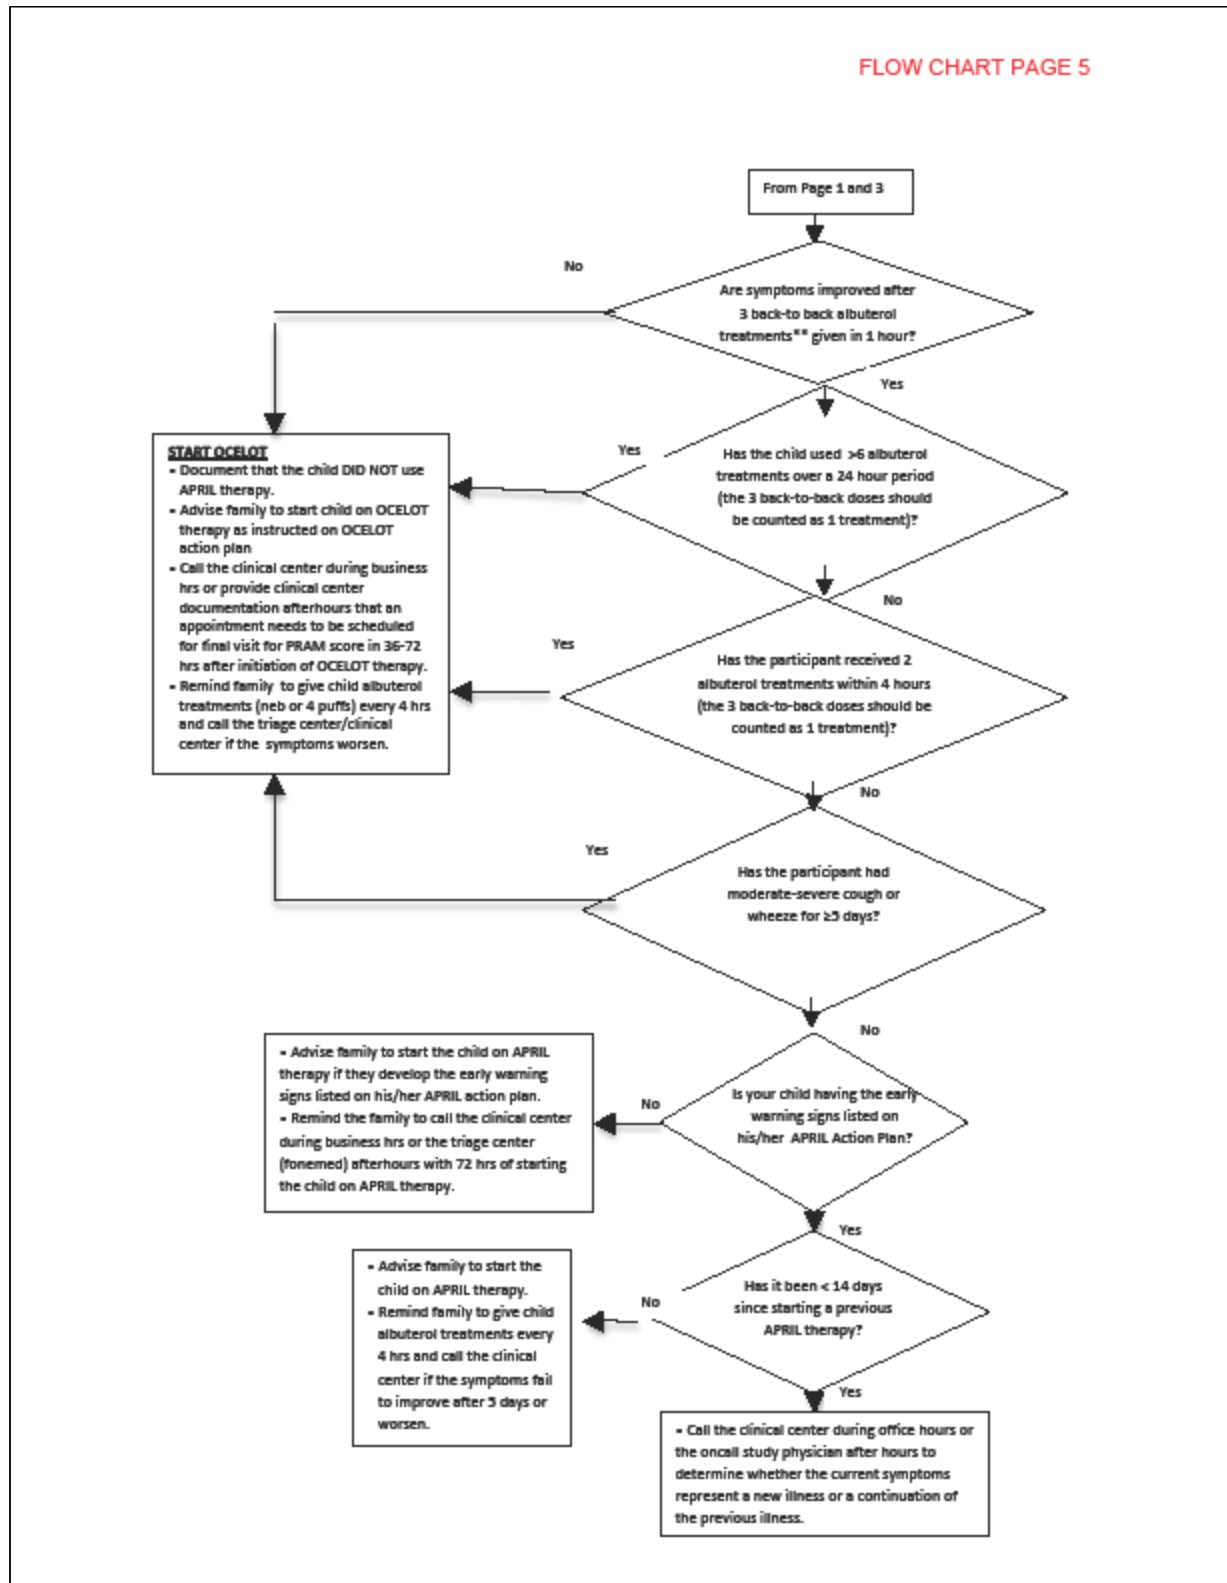 FLOW CHART PAGE 5
From Page 1 and 3
No
Are symptoms improved after
3 back-to back albuterol
treatments** given in 1 hour?
Yes
Yes
Has the child used >6 albuterol
treatments over a 24 hour period
(the 3 back-to-back doses should
be counted as 1 treatment)?
No
START OCELOT
- Document that the child DID NOT use
APRIL therapy.
- Advise family to start child on OCELOT
therapy as instructed on OCELOT
action plan
- Call the clinical center during business
hrs or provide clinical center
documentation afterhours that an
appointment needs to be scheduled
for final visit for PRAM score in 36-72
hrs after initiation of OCELOT therapy.
- Remind family to give child albuterol
treatments (neb or 4 puffs) every 4 hrs
and call the triage center/clinical
center if the symptoms worsen.
Yes
Has the participant received 2
albuterol treatments within 4 hours
(the 3 back-to-back doses should be
counted as 1 treatment)?
No
Yes
Has the participant had
moderate-severe cough or
wheeze for ≥5 days?
No
- Advise family to start the child on APRIL
therapy if they develop the early warning
signs listed on his/her APRIL action plan.
- Remind the family to call the clinical center
during business hrs or the triage center
(fonemed) afterhours with 72 hrs of starting
the child on APRIL therapy.
No
Is your child having the early
warning signs listed on
his/her APRIL Action Plan?
Yes
- Advise family to start the
child on APRIL therapy.
- Remind family to give child
albuterol treatments every
4 hrs and call the clinical
center if the symptoms fail
to improve after 5 days or
worsen.
No
Has it been < 14 days
since starting a previous
APRIL therapy?
Yes
- Call the clinical center during office hours or
the oncall study physician after hours to
determine whether the current symptoms
represent a new illness or a continuation of
the previous illness.